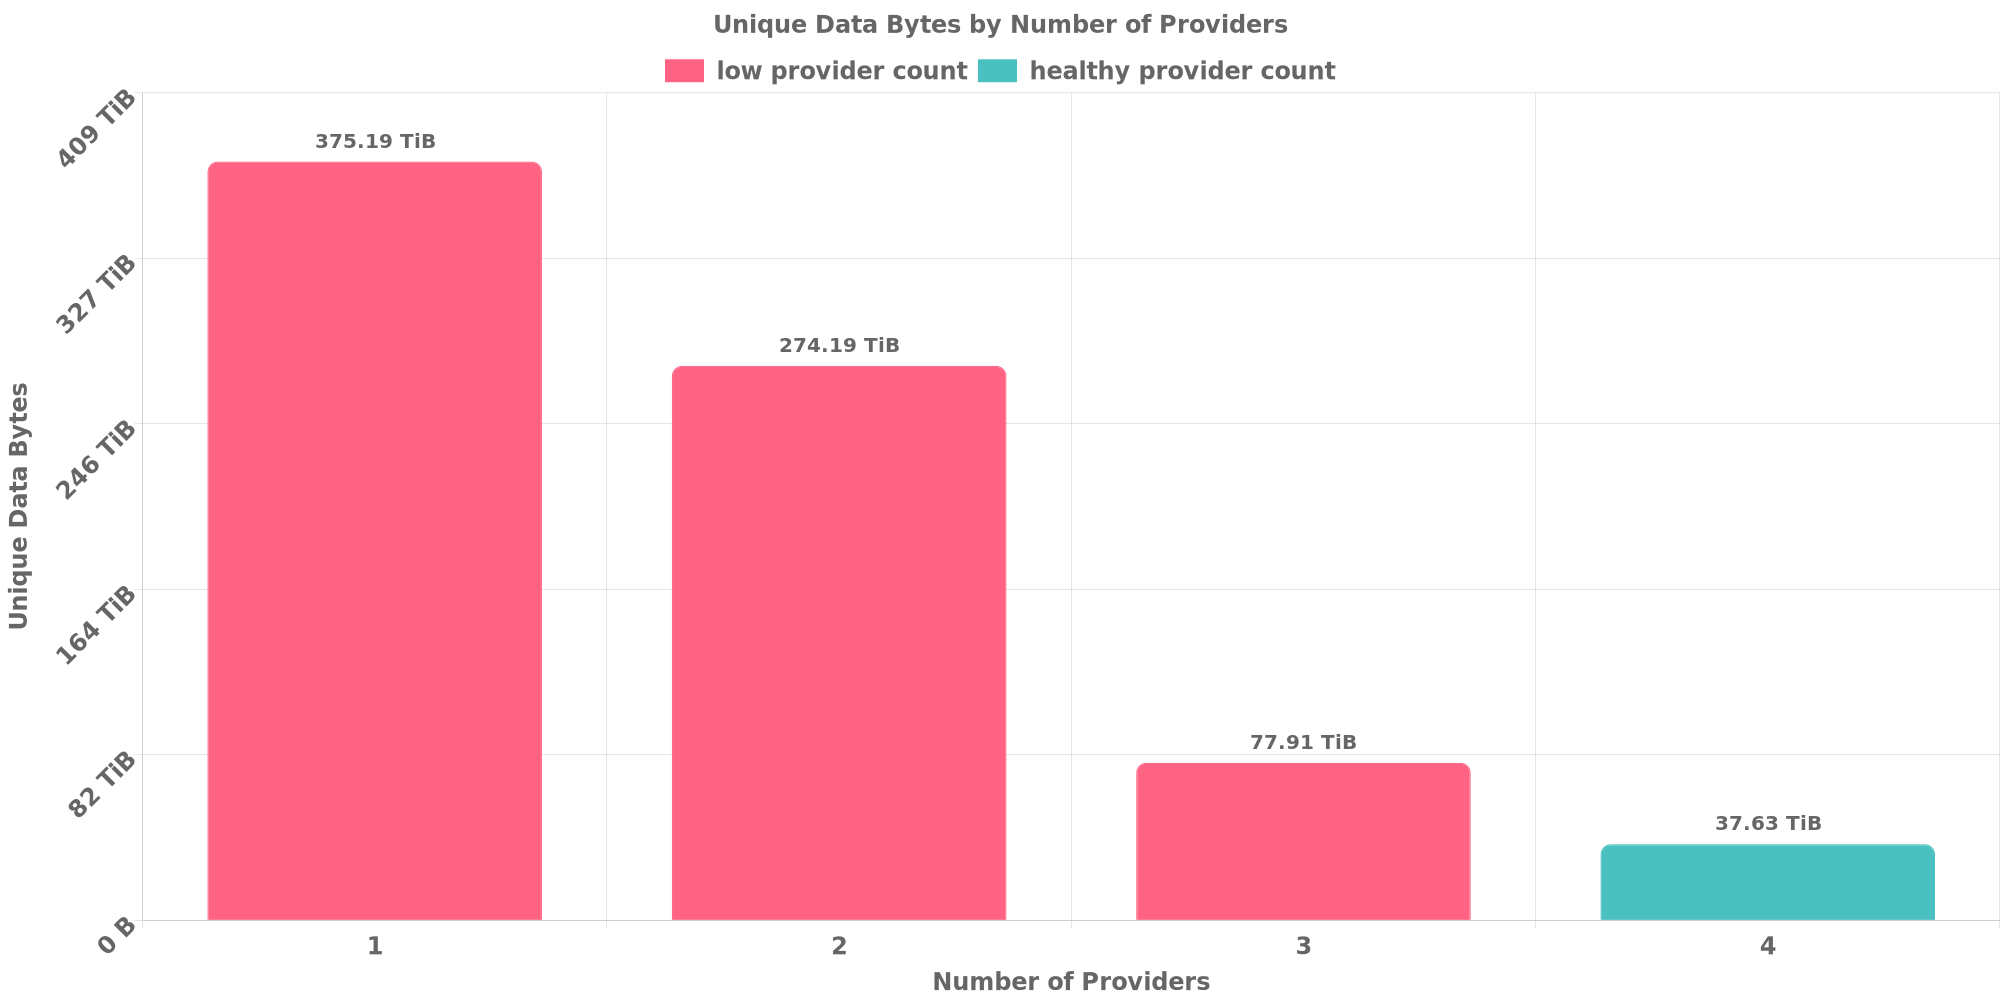 Unique Data Bytes by Number of Providers
low provider count healthy provider count
409 TiB
327 TiB
246 TiB
164 TiB
82 TiB
0 B
Unique Data Bytes
375.19 TiB
274.19 TiB
77.91 TiB
37.63 TiB
1 2 3 4
Number of Providers